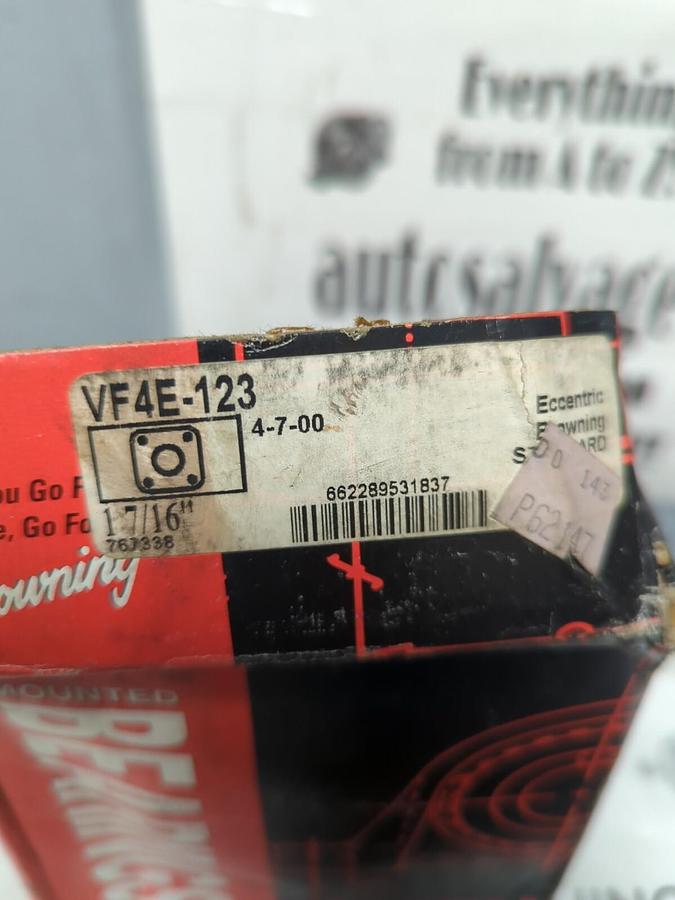 Everythin
from A to Z
autosalvage
VF4E-123
4-7-00
1 7/16"
767338
662289531837
Eccentric
Browning
P62147
ou Go F
e, Go Fo
owning
MOUNTED
BEARINGS